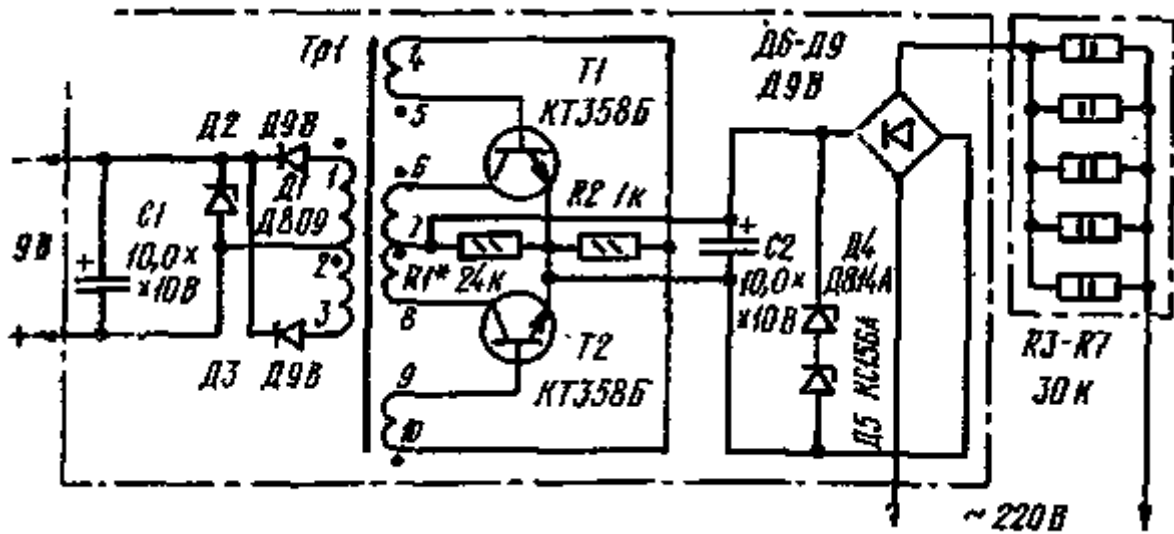 Тр1
4
5
6
7
8
9
10
Т1
КТ358Б
Д6-Д9
Д9В
Д2
Д9В
Д1
Д809
1
2
3
С1
10,0×
×10В
+
9В
-
+
Д3
Д9В
R2 1к
R1* 24к
Т2
КТ358Б
+
С2
10,0×
×10В
Д4
Д814А
Д5 КС156А
R3-R7
30к
~220В